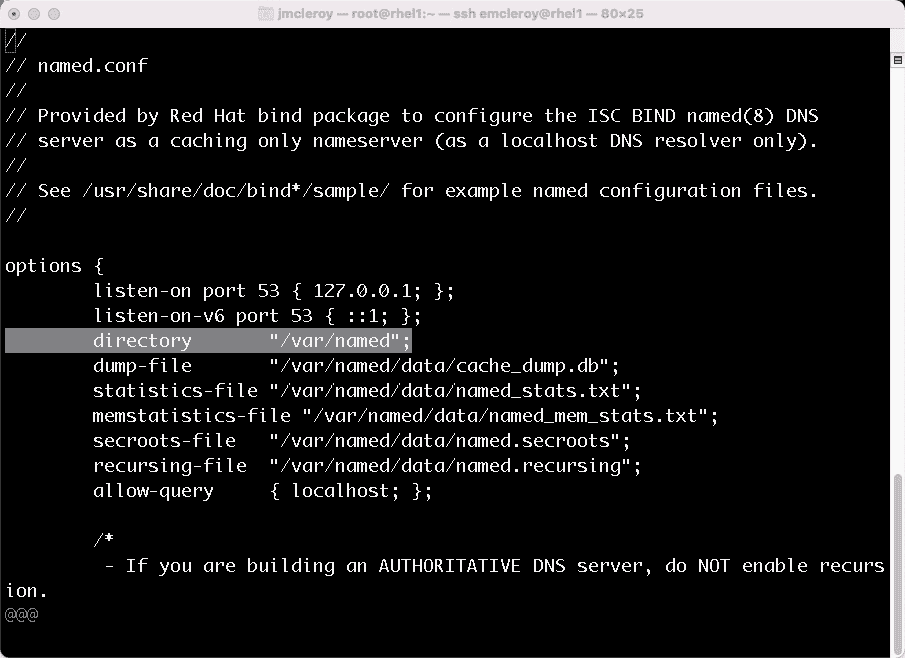 jmcleroy — root@rhel1:~ — ssh emcleroy@rhel1 — 80×25
//
// named.conf
//
// Provided by Red Hat bind package to configure the ISC BIND named(8) DNS
// server as a caching only nameserver (as a localhost DNS resolver only).
//
// See /usr/share/doc/bind*/sample/ for example named configuration files.
//
options {
        listen-on port 53 { 127.0.0.1; };
        listen-on-v6 port 53 { ::1; };
        directory       "/var/named";
        dump-file       "/var/named/data/cache_dump.db";
        statistics-file "/var/named/data/named_stats.txt";
        memstatistics-file "/var/named/data/named_mem_stats.txt";
        secroots-file   "/var/named/data/named.secroots";
        recursing-file  "/var/named/data/named.recursing";
        allow-query     { localhost; };
        /*
         - If you are building an AUTHORITATIVE DNS server, do NOT enable recurs
ion.
@@@